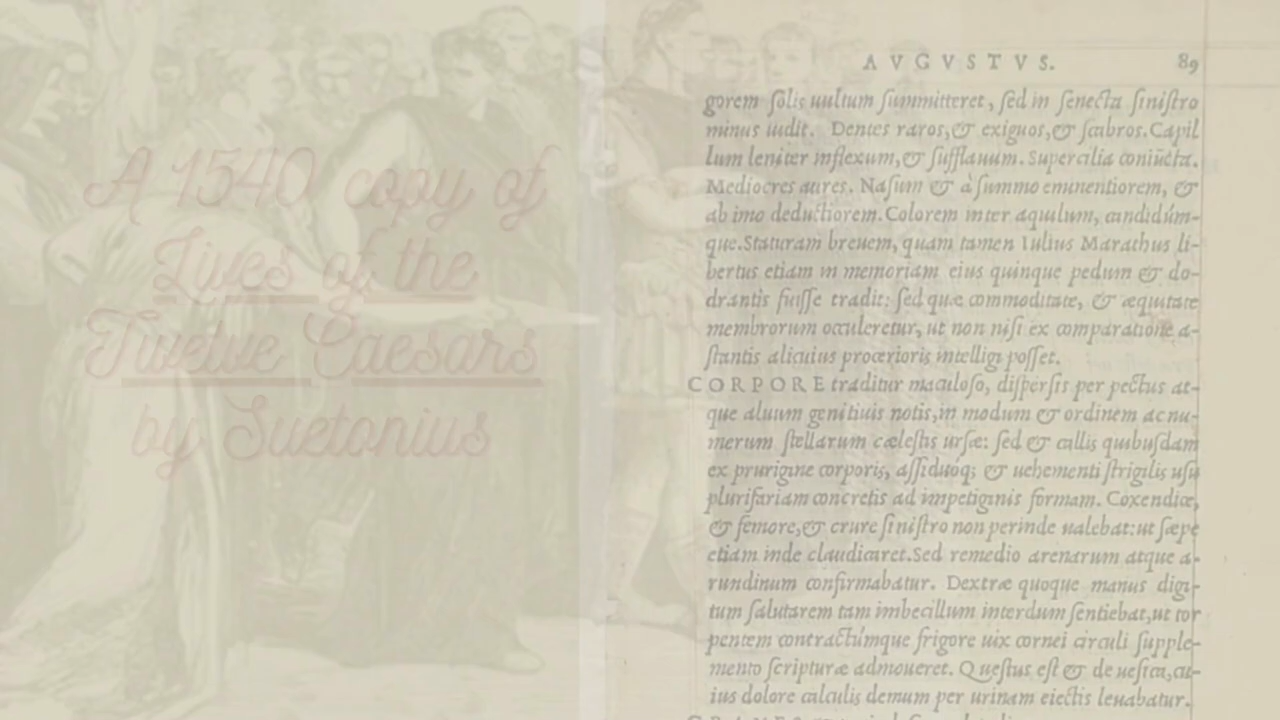 A 1540 copy of
Lives of the
Twelve Caesars
by Suetonius
AVGVSTVS. 89
gorem ſolis uultum ſummitteret, ſed in ſenecta ſiniſtro
minus uidit. Dentes raros, & exiguos, & ſcabros. Capil
lum leniter inflexum, & ſufflauum. Supercilia coniũcta.
Mediocres aures. Naſum & à ſummo eminentiorem, &
ab imo deductiorem. Colorem inter aquilum, candidúm-
que. Staturam breuem, quam tamen Iulius Marathus li-
bertus etiam in memoriam eius quinque pedum & do-
drantis fuiſſe tradit: ſed quæ commoditate, & æquitate
membrorum occuleretur, ut non niſi ex comparatione a-
ſtantis alicuius procerioris intelligi poſſet.
CORPORE traditur maculoſo, diſperſis per pectus at-
que aluum genitiuis notis, in modum & ordinem ac nu-
merum ſtellarum cæleſtis urſæ: ſed & callis quibuſdam
ex prurigine corporis, aſſiduóq; & uehementi ſtrigilis uſu
plurifariam concretis ad impetiginis formam. Coxendice,
& femore, & crure ſiniſtro non perinde ualebat: ut ſæpe
etiam inde claudicaret. Sed remedio arenarum atque a-
rundinum confirmabatur. Dextræ quoque manus digi-
tum ſalutarem tam imbecillum interdum ſentiebat, ut tor
pentem contractúmque frigore uix cornei circuli ſupple-
mento ſcripturæ admoueret. Queſtus eſt & de ueſica, cu-
ius dolore calculis demum per urinam eiectis leuabatur.